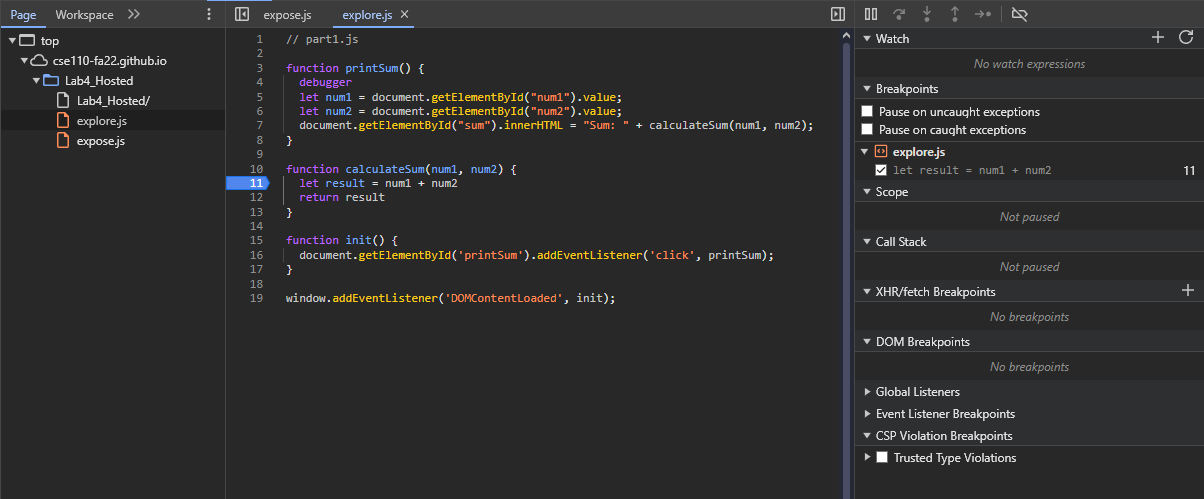 Page Workspace
top
cse110-fa22.github.io
Lab4_Hosted
Lab4_Hosted/
explore.js
expose.js
expose.js explore.js
1 // part1.js
2
3 function printSum() {
4 debugger
5 let num1 = document.getElementById("num1").value;
6 let num2 = document.getElementById("num2").value;
7 document.getElementById("sum").innerHTML = "Sum: " + calculateSum(num1, num2);
8 }
9
10 function calculateSum(num1, num2) {
11 let result = num1 + num2
12 return result
13 }
14
15 function init() {
16 document.getElementById('printSum').addEventListener('click', printSum);
17 }
18
19 window.addEventListener('DOMContentLoaded', init);
Watch
No watch expressions
Breakpoints
Pause on uncaught exceptions
Pause on caught exceptions
explore.js
let result = num1 + num2 11
Scope
Not paused
Call Stack
Not paused
XHR/fetch Breakpoints
No breakpoints
DOM Breakpoints
No breakpoints
Global Listeners
Event Listener Breakpoints
CSP Violation Breakpoints
Trusted Type Violations